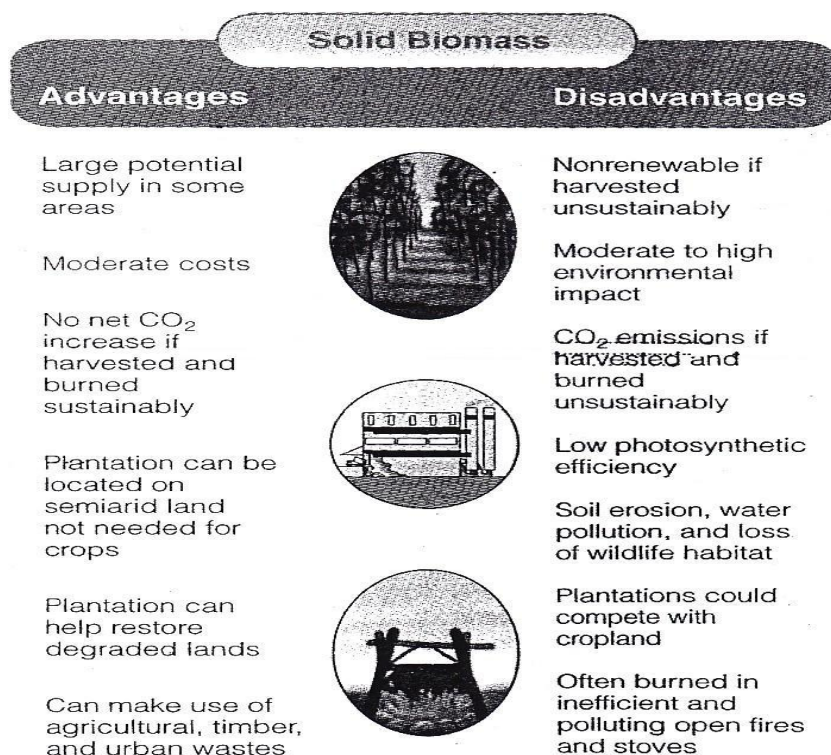 Solid Biomass
Advantages
Large potential
supply in some
areas
Moderate costs
No net CO₂
increase if
harvested and
burned
sustainably
Plantation can be
located on
semiarid land
not needed for
crops
Plantation can
help restore
degraded lands
Can make use of
agricultural, timber,
and urban wastes
Disadvantages
Nonrenewable if
harvested
unsustainably
Moderate to high
environmental
impact
CO₂ emissions if
harvested and
burned
unsustainably
Low photosynthetic
efficiency
Soil erosion, water
pollution, and loss
of wildlife habitat
Plantations could
compete with
cropland
Often burned in
inefficient and
polluting open fires
and stoves